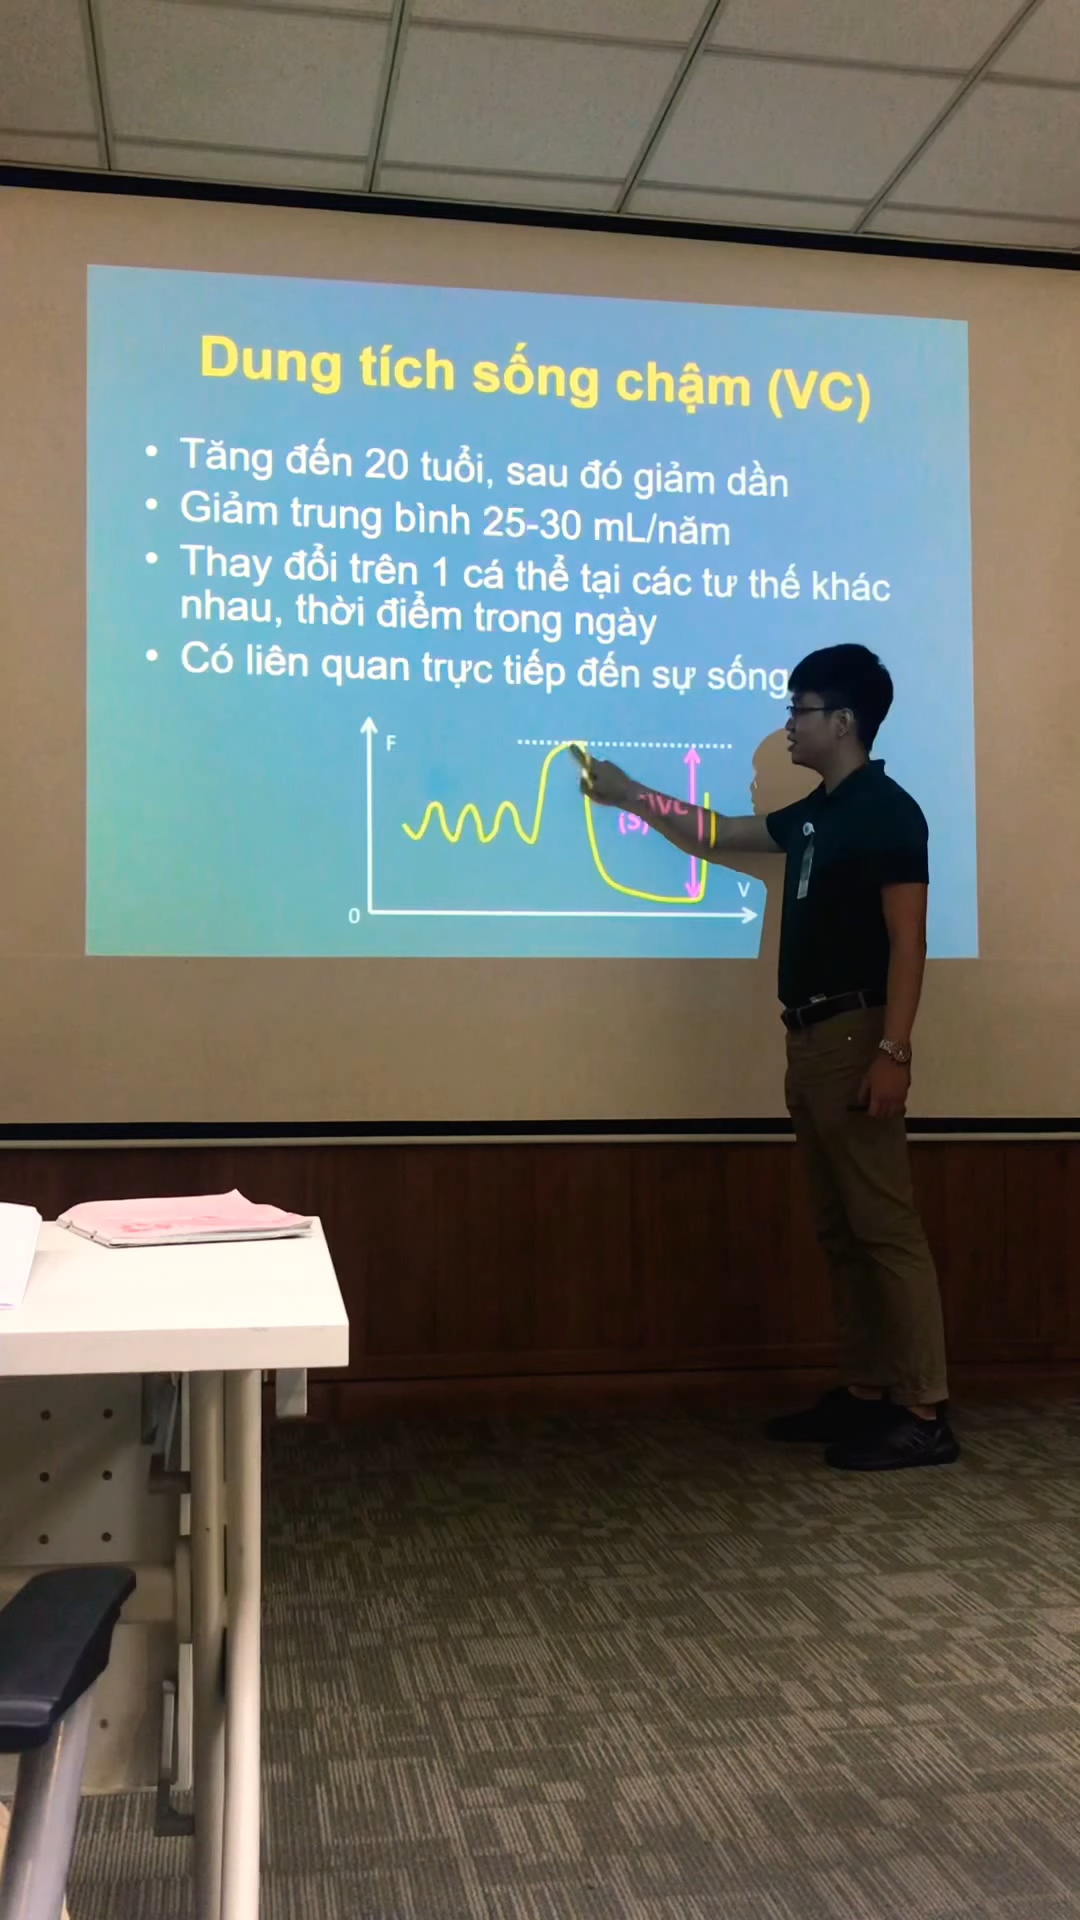 Dung tích sống chậm (VC)
• Tăng đến 20 tuổi, sau đó giảm dần
• Giảm trung bình 25-30 mL/năm
• Thay đổi trên 1 cá thể tại các tư thế khác
nhau, thời điểm trong ngày
• Có liên quan trực tiếp đến sự sống
F
VC
(S)
V
0